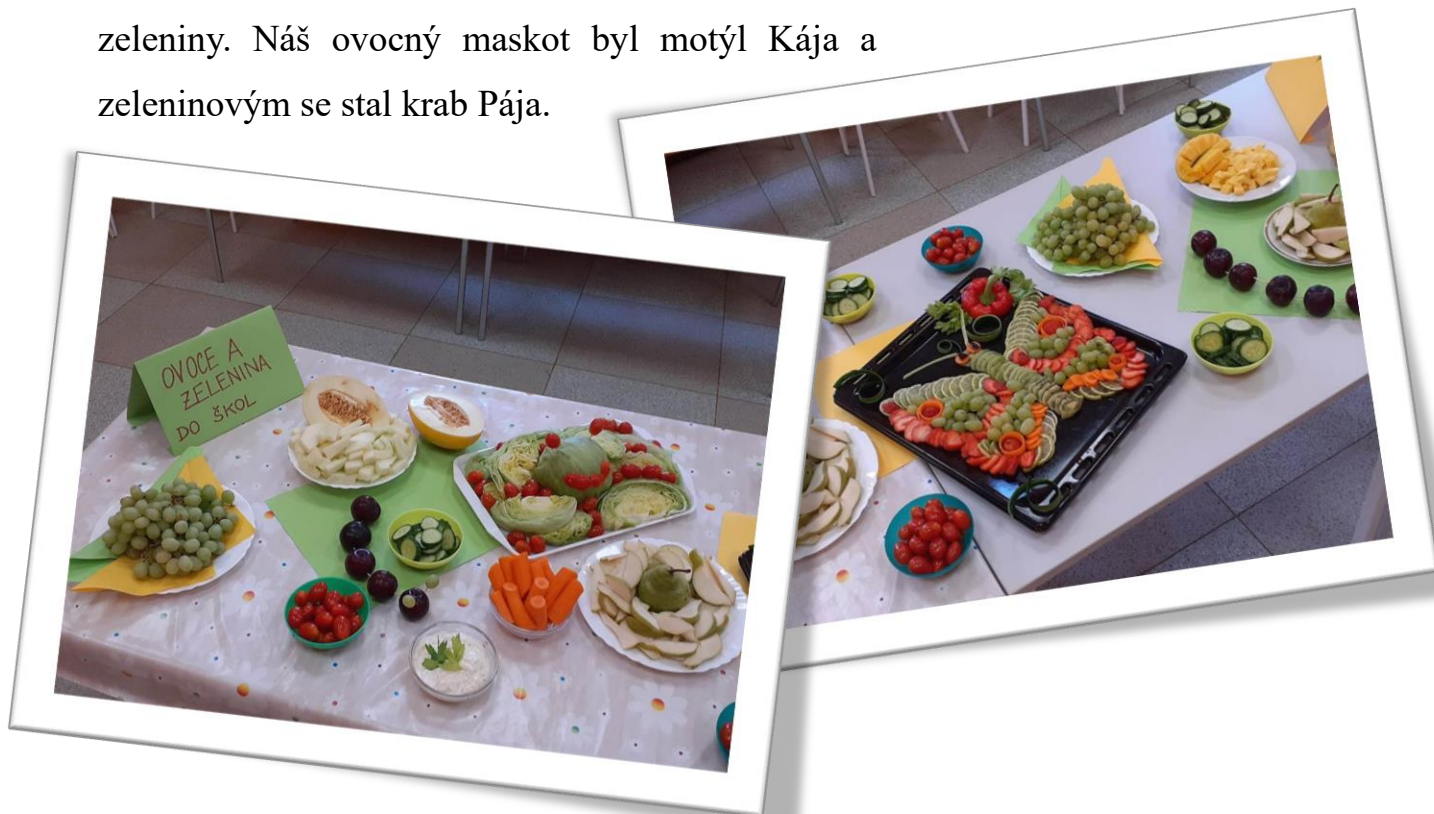 zeleniny. Náš ovocný maskot byl motýl Kája a
zeleninovým se stal krab Pája.
OVOCE A
ZELENINA
DO ŠKOL